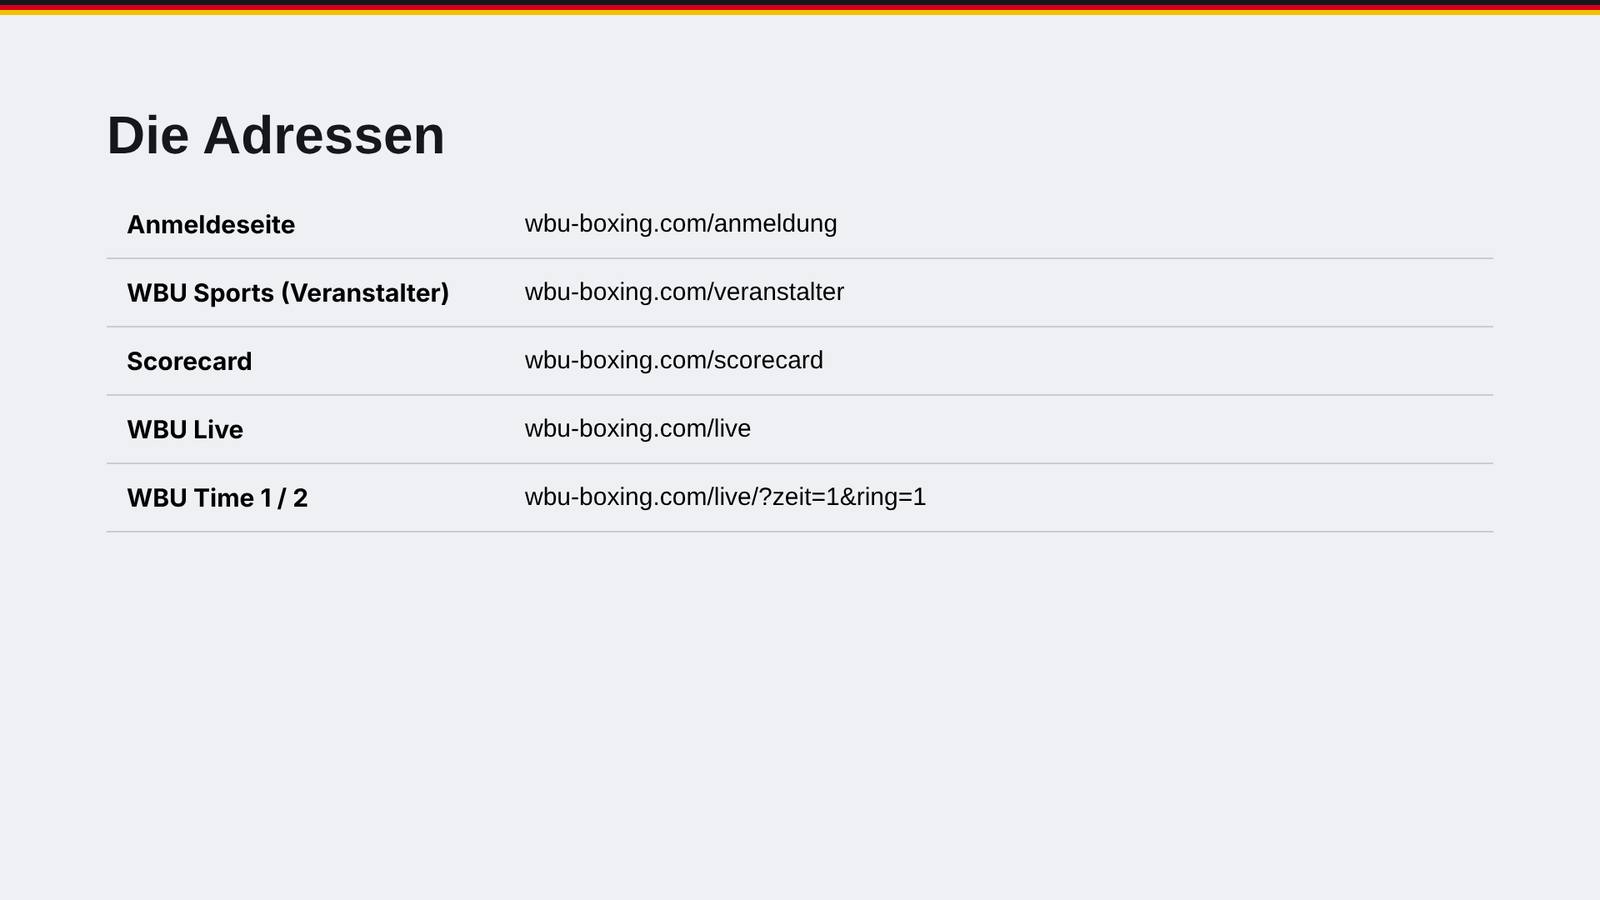 Die Adressen
Anmeldeseite wbu-boxing.com/anmeldung
WBU Sports (Veranstalter) wbu-boxing.com/veranstalter
Scorecard wbu-boxing.com/scorecard
WBU Live wbu-boxing.com/live
WBU Time 1 / 2 wbu-boxing.com/live/?zeit=1&ring=1